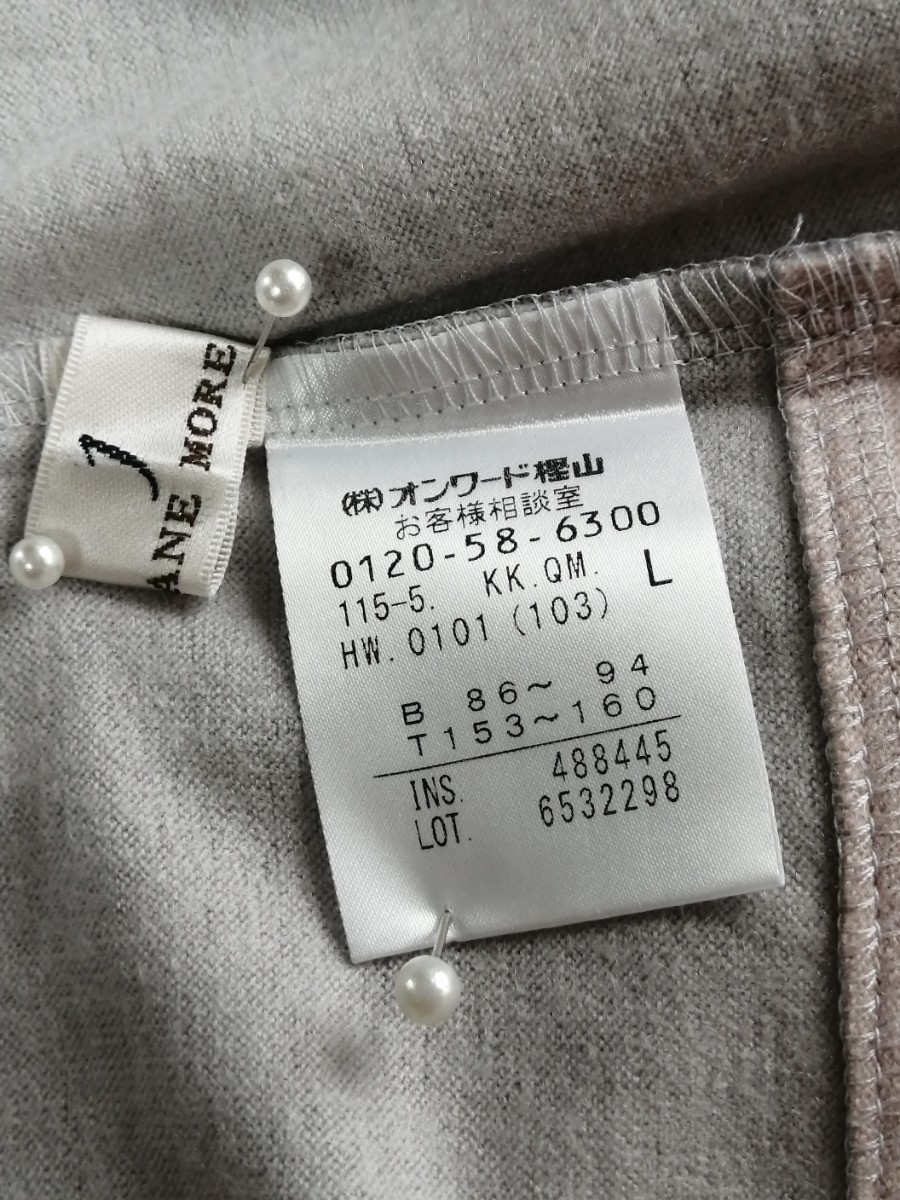 J
ANE MORE
(株)オンワード樫山
お客様相談室
0120-58-6300
115-5. KK.QM. L
HW.0101(103)
B 86~ 94
T153~160
INS. 488445
LOT. 6532298